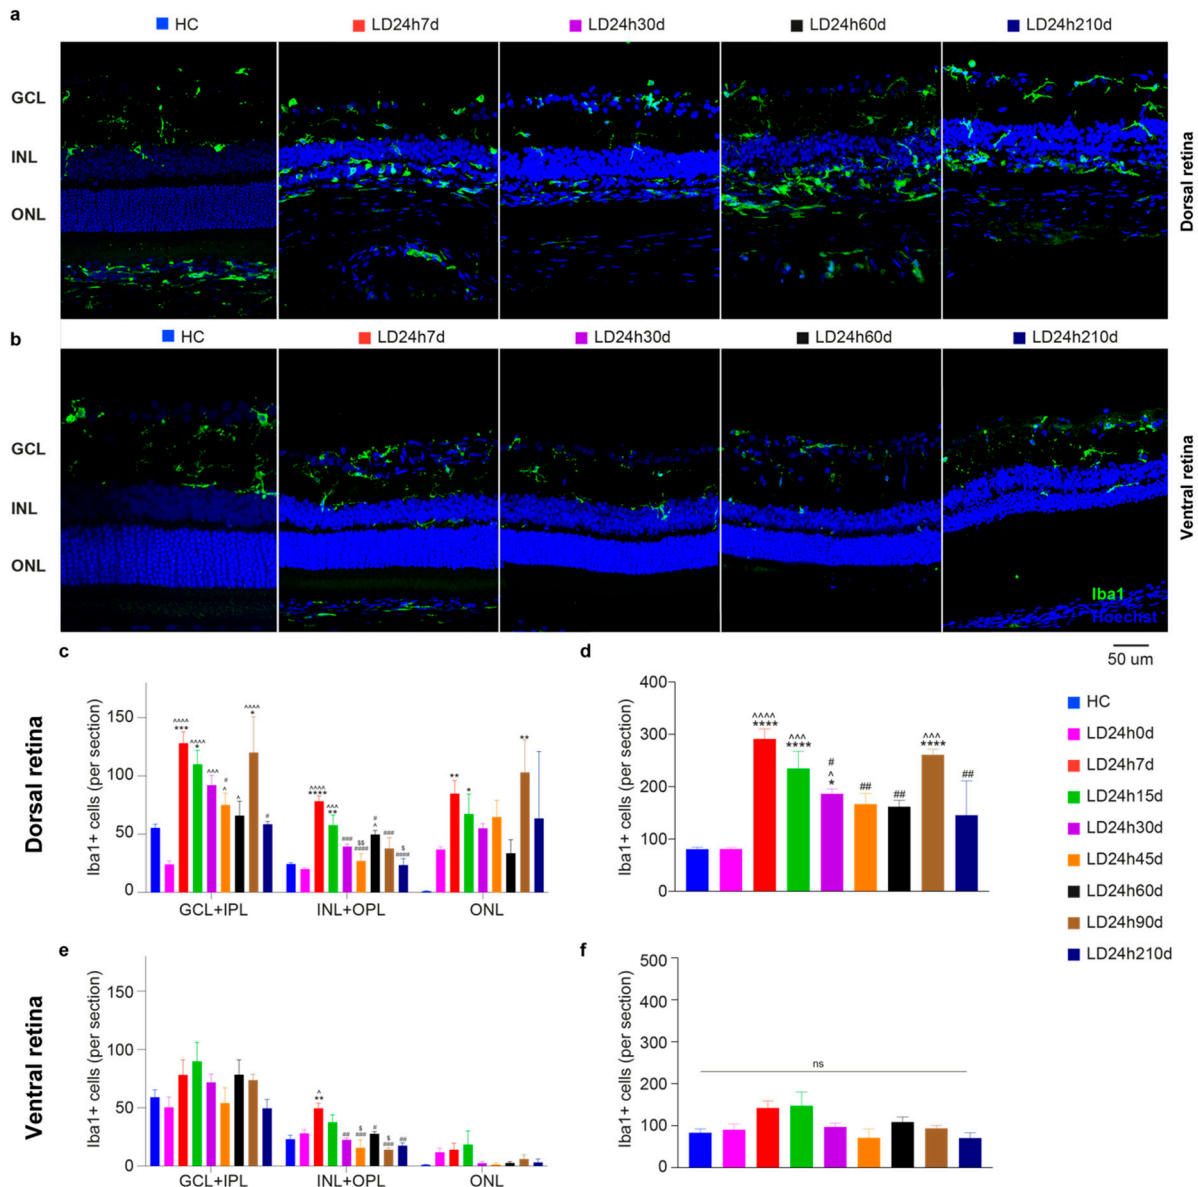 a
HC LD24h7d LD24h30d LD24h60d LD24h210d
GCL
INL
ONL
Dorsal retina
b
HC LD24h7d LD24h30d LD24h60d LD24h210d
GCL
INL
ONL
Ventral retina
Iba1
Hoechst
50 um
c
Dorsal retina
Iba1+ cells (per section)
150
100
50
0
^^^^ *** ^^^^ * ^^^ # ^ ^ ^^^^ * #
^^^^ **** ^^^ ** ### $$ #### # ^ ### $ ####
** * **
GCL+IPL INL+OPL ONL
d
Iba1+ cells (per section)
400
300
200
100
0
^^^^ **** ^^^ **** # ^ * ## ## ^^^ **** ##
HC
LD24h0d
LD24h7d
LD24h15d
LD24h30d
LD24h45d
LD24h60d
LD24h90d
LD24h210d
e
Ventral retina
Iba1+ cells (per section)
150
100
50
0
^ ** ## $ ### # $ ### ##
GCL+IPL INL+OPL ONL
f
Iba1+ cells (per section)
500
400
300
200
100
0
ns